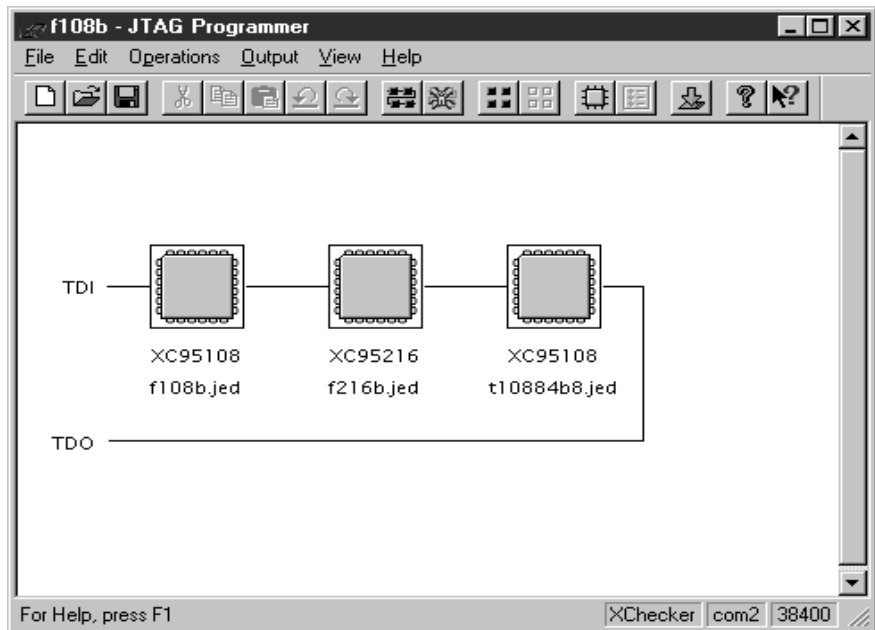 f108b - JTAG Programmer
File Edit Operations Output View Help
TDI
XC95108 XC95216 XC95108
f108b.jed f216b.jed t10884b8.jed
TDO
For Help, press F1 XChecker com2 38400